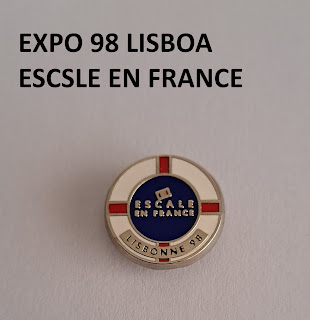 EXPO 98 LISBOA
ESCSLE EN FRANCE
ESCALE
EN FRANCE
LISBONNE 98